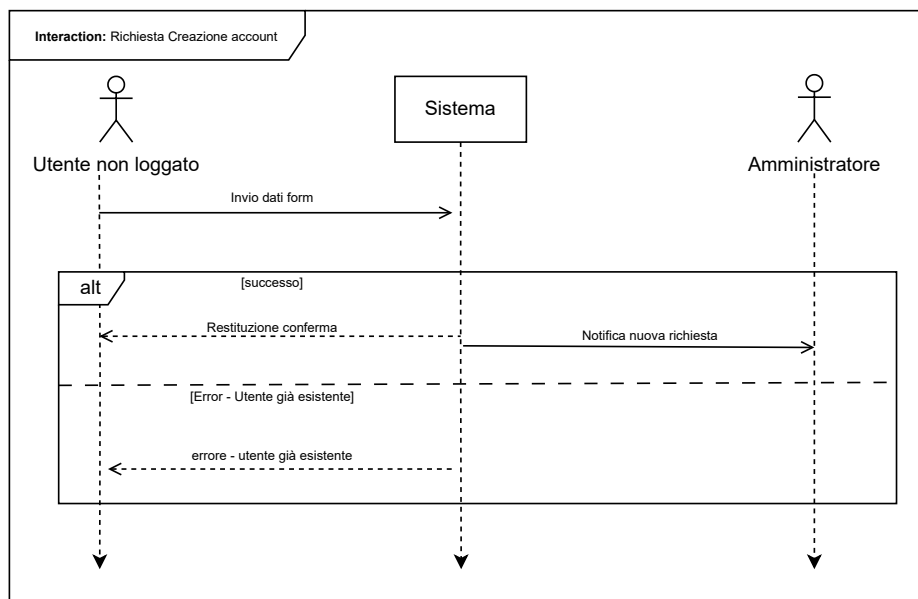 Interaction: Richiesta Creazione account
Utente non loggato
Sistema
Amministratore
Invio dati form
alt
[successo]
Restituzione conferma
Notifica nuova richiesta
[Error - Utente già esistente]
errore - utente già esistente